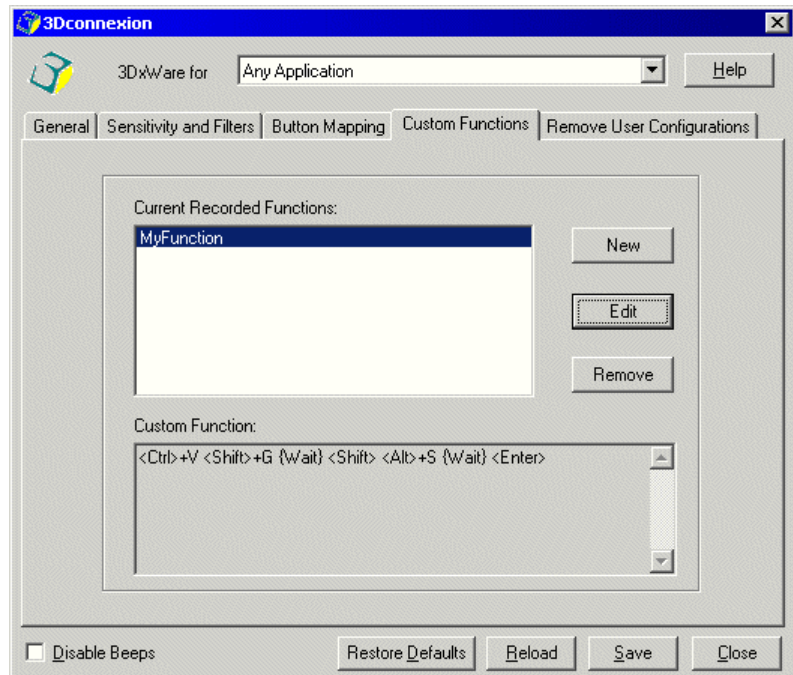 3Dconnexion
3DxWare for Any Application Help
General Sensitivity and Filters Button Mapping Custom Functions Remove User Configurations
Current Recorded Functions:
MyFunction
New
Edit
Remove
Custom Function:
<Ctrl>+V <Shift>+G {Wait} <Shift> <Alt>+S {Wait} <Enter>
Disable Beeps Restore Defaults Reload Save Close